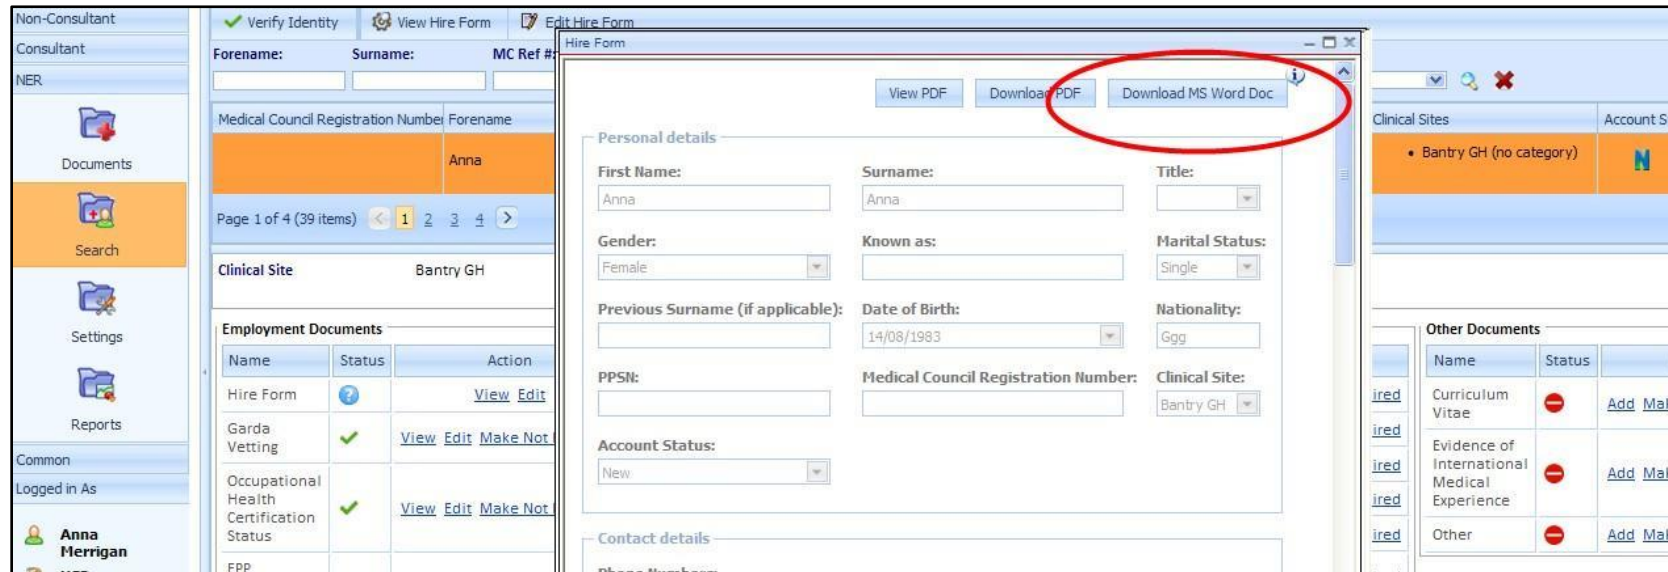 Non-Consultant
Consultant
NER
Documents
Search
Settings
Reports
Common
Logged in As
Anna
Merrigan
Verify Identity View Hire Form Edit Hire Form
Forename: Surname: MC Ref #:
Medical Council Registration Number Forename
Anna
Page 1 of 4 (39 items) 1 2 3 4
Clinical Site Bantry GH
Employment Documents
Name Status Action
Hire Form View Edit
Garda
Vetting
View Edit Make Not
Occupational
Health
Certification
Status
View Edit Make Not
EPP
Hire Form
View PDF Download PDF Download MS Word Doc
Personal details
First Name: Surname: Title:
Anna Anna
Gender: Known as: Marital Status:
Female Single
Previous Surname (if applicable): Date of Birth: Nationality:
14/08/1983 Ggg
PPSN: Medical Council Registration Number: Clinical Site:
Bantry GH
Account Status:
New
Contact details
Clinical Sites Account S
• Bantry GH (no category) N
Other Documents
Name Status
ired
ired
ired
ired
ired
Curriculum
Vitae
Add Mak
Evidence of
International
Medical
Experience
Add Mak
Other Add Mak